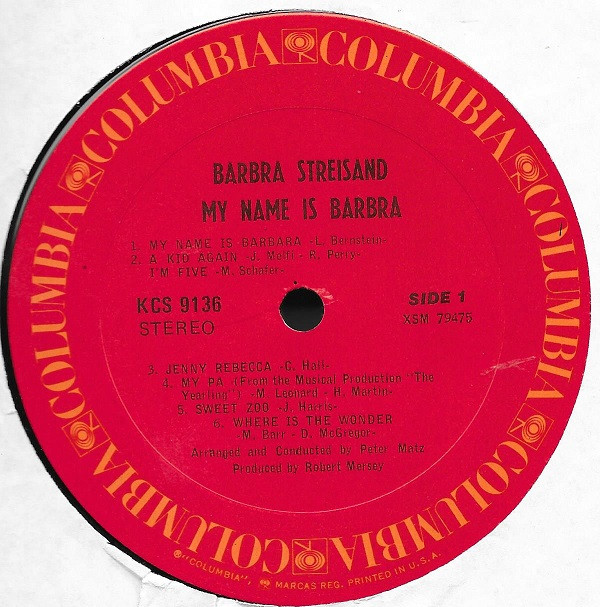 COLUMBIA COLUMBIA COLUMBIA COLUMBIA COLUMBIA COLUMBIA
BARBRA STREISAND
MY NAME IS BARBRA
1. MY NAME IS BARBARA -L. Bernstein-
2. A KID AGAIN -J. Melfi - R. Perry-
I'M FIVE -M. Schafer-
KCS 9136
STEREO
SIDE 1
XSM 79475
3. JENNY REBECCA -C. Hall-
4. MY PA (From the Musical Production "The
Yearling") -M. Leonard - H. Martin-
5. SWEET ZOO -J. Harris-
6. WHERE IS THE WONDER
-M. Barr - D. McGregor-
Arranged and Conducted by Peter Matz
Produced by Robert Mersey
®"COLUMBIA", MARCAS REG. PRINTED IN U.S.A.